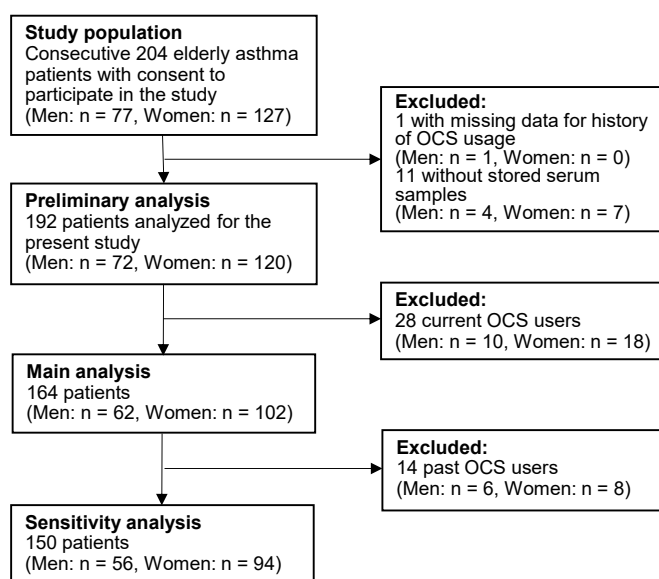 Study population
Consecutive 204 elderly asthma
patients with consent to
participate in the study
(Men: n = 77, Women: n = 127)
Excluded:
1 with missing data for history
of OCS usage
(Men: n = 1, Women: n = 0)
11 without stored serum
samples
(Men: n = 4, Women: n = 7)
Preliminary analysis
192 patients analyzed for the
present study
(Men: n = 72, Women: n = 120)
Excluded:
28 current OCS users
(Men: n = 10, Women: n = 18)
Main analysis
164 patients
(Men: n = 62, Women: n = 102)
Excluded:
14 past OCS users
(Men: n = 6, Women: n = 8)
Sensitivity analysis
150 patients
(Men: n = 56, Women: n = 94)